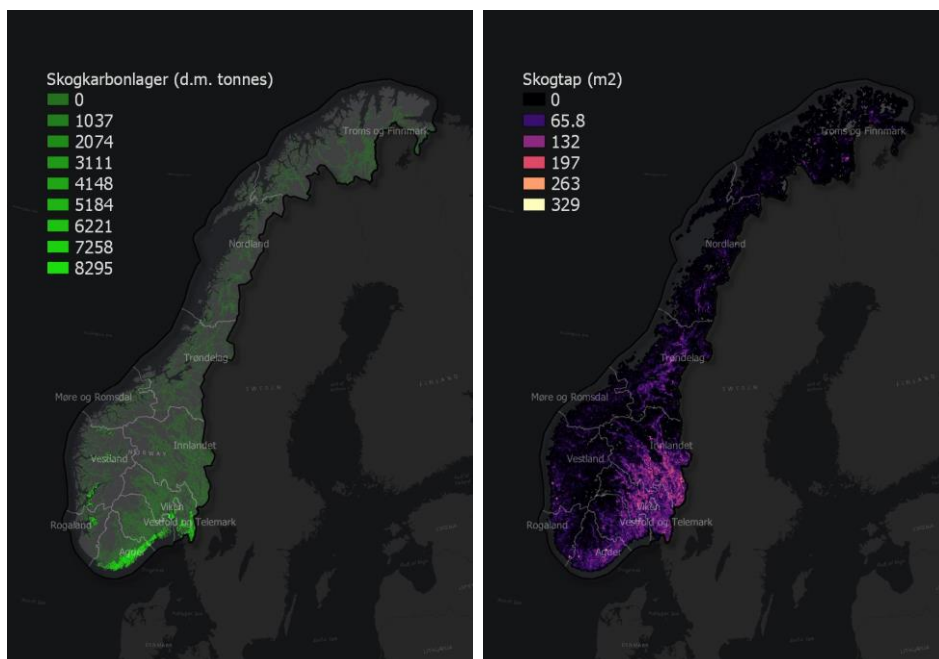 Skogkarbonlager (d.m. tonnes)
0
1037
2074
3111
4148
5184
6221
7258
8295
Troms og Finnmark
Nordland
Trøndelag
Møre og Romsdal
Innlandet
NORWAY
Vestland
Viken
Rogaland
Vestfold og Telemark
Agder
Skogtap (m2)
0
65.8
132
197
263
329
Troms og Finnmark
Nordland
Trøndelag
Møre og Romsdal
FINLAND
Innlandet
Vestland
Viken
Rogaland
Vestfold og Telemark
Agder